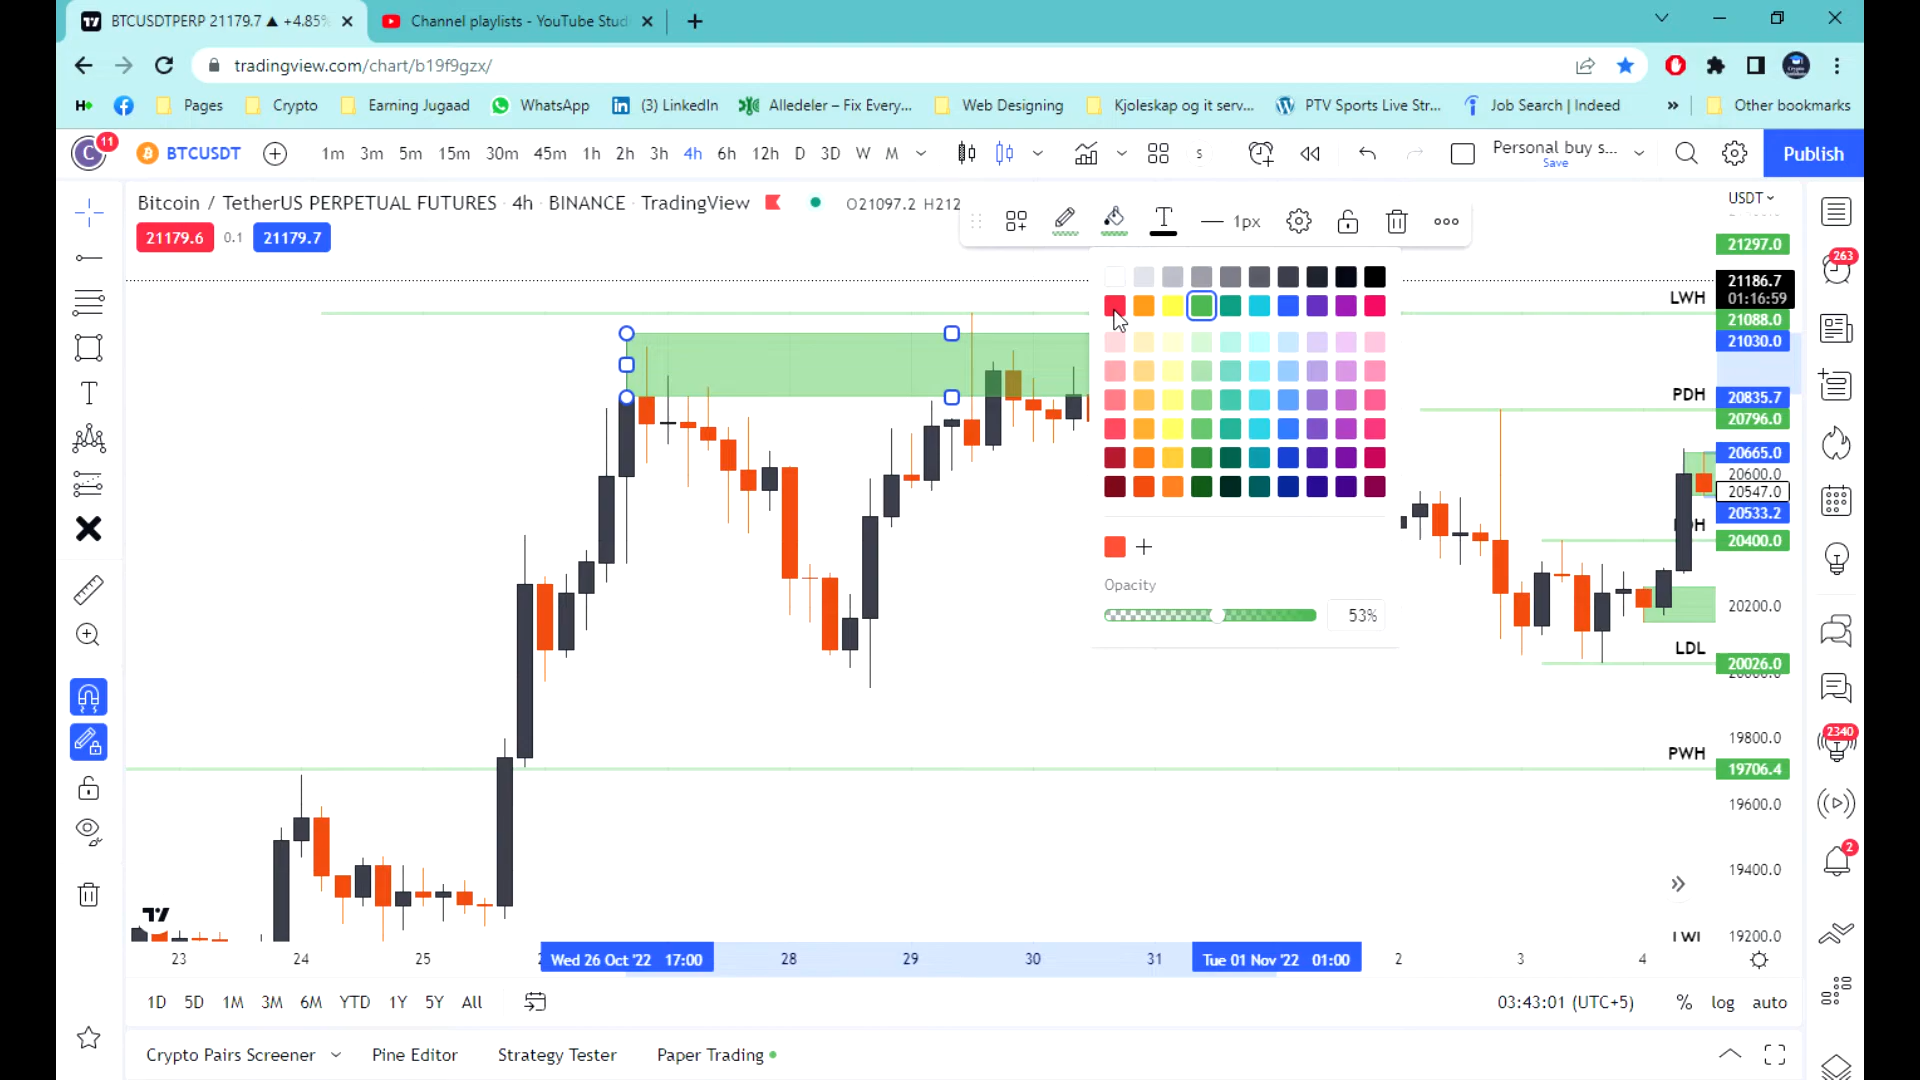 BTCUSDTPERP 21179.7 ▲ +4.85%
Channel playlists - YouTube Stud
tradingview.com/chart/b19f9gzx/
H
Pages
Crypto
Earning Jugaad
WhatsApp
(3) LinkedIn
Alledeler – Fix Every...
Web Designing
Kjoleskap og it serv...
PTV Sports Live Str...
Job Search | Indeed
»
Other bookmarks
C
11
BTCUSDT
1m 3m 5m 15m 30m 45m 1h 2h 3h 4h 6h 12h D 3D W M
s
Personal buy s...
Save
Publish
Bitcoin / TetherUS PERPETUAL FUTURES · 4h · BINANCE · TradingView
O21097.2 H212
1px
USDT
21179.6
0.1
21179.7
21297.0
21186.7
01:16:59
LWH
21088.0
21030.0
PDH
20835.7
20796.0
20665.0
20600.0
20547.0
20533.2
20400.0
20200.0
LDL
20026.0
19800.0
PWH
19706.4
19600.0
19400.0
19200.0
Opacity
53%
263
2340
2
23 24 25
Wed 26 Oct '22 17:00
28 29 30 31
Tue 01 Nov '22 01:00
2 3 4
1D 5D 1M 3M 6M YTD 1Y 5Y All
03:43:01 (UTC+5)
% log auto
Crypto Pairs Screener
Pine Editor
Strategy Tester
Paper Trading